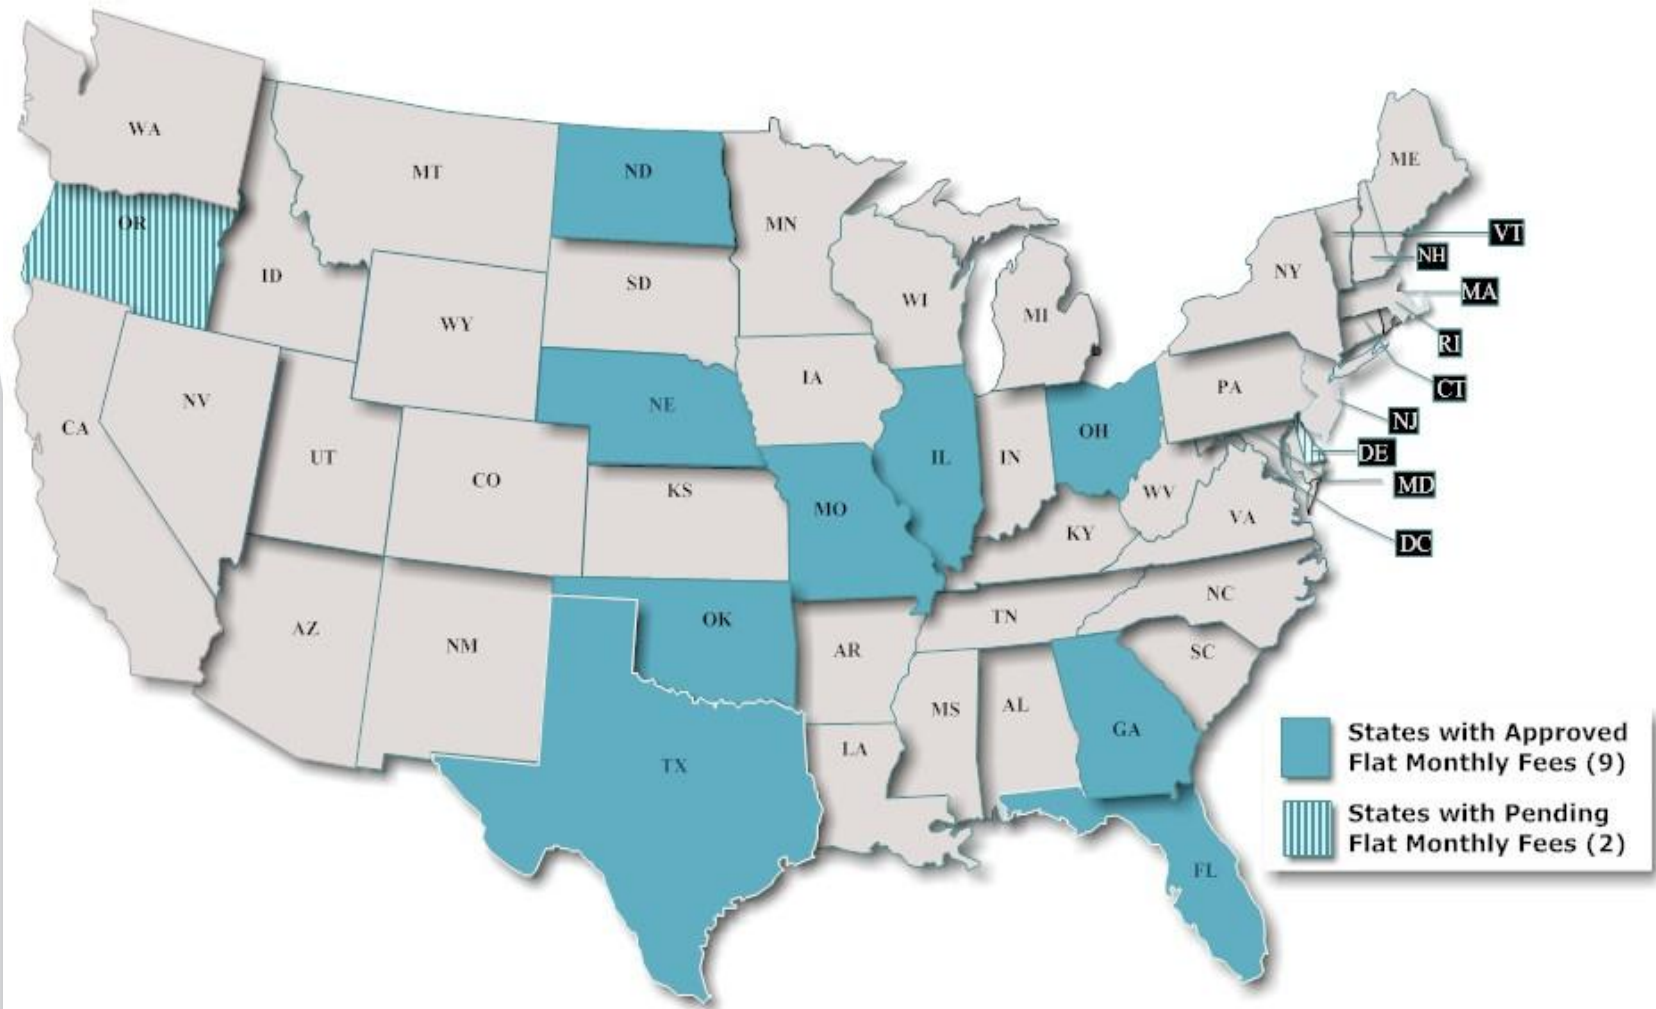 WA
MT
ND
MN
ME
OR
VT
NH
ID
SD
WI
NY
MA
MI
WY
RI
IA
CT
PA
NV
NE
NJ
CA
OH
DE
UT
IL
IN
CO
MD
KS
WV
MO
VA
KY
DC
NC
AZ
OK
TN
NM
AR
SC
MS
AL
GA
LA
TX
FL
States with Approved
Flat Monthly Fees (9)
States with Pending
Flat Monthly Fees (2)